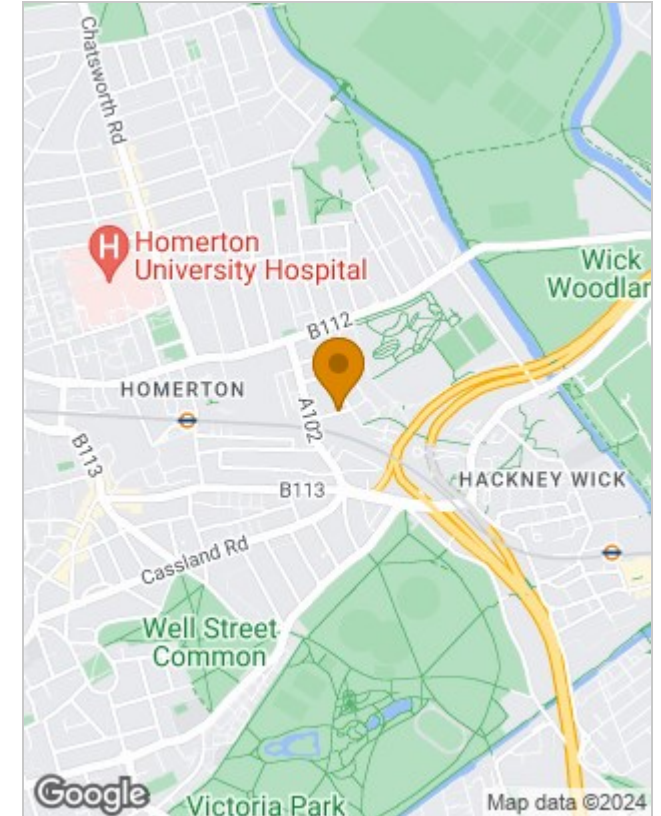 Chatsworth Rd
H
Homerton
University Hospital
Wick
Woodlan
B112
HOMERTON
A102
B113
B113
HACKNEY WICK
Cassland Rd
Well Street
Common
Victoria Park
Google
Map data ©2024